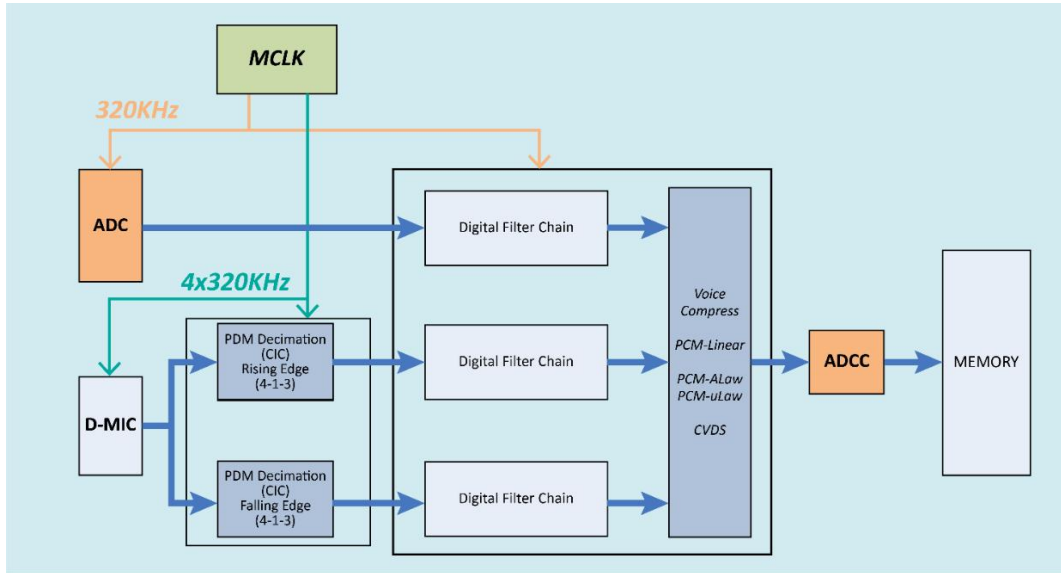 MCLK
320KHz
ADC
Digital Filter Chain
4x320KHz
PDM Decimation
(CIC)
Rising Edge
(4-1-3)
Digital Filter Chain
D-MIC
PDM Decimation
(CIC)
Falling Edge
(4-1-3)
Digital Filter Chain
Voice
Compress
PCM-Linear
PCM-ALaw
PCM-uLaw
CVDS
ADCC
MEMORY